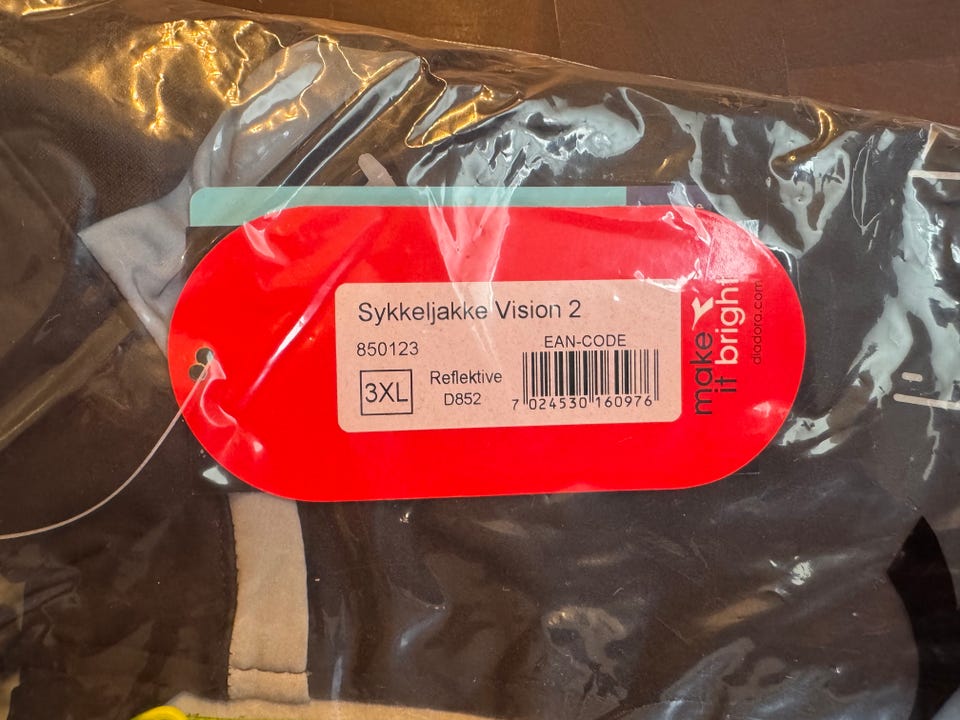 Sykkeljakke Vision 2
850123
EAN-CODE
3XL
Reflektive
D852
7 024530 160976
make
it bright
diadora.com